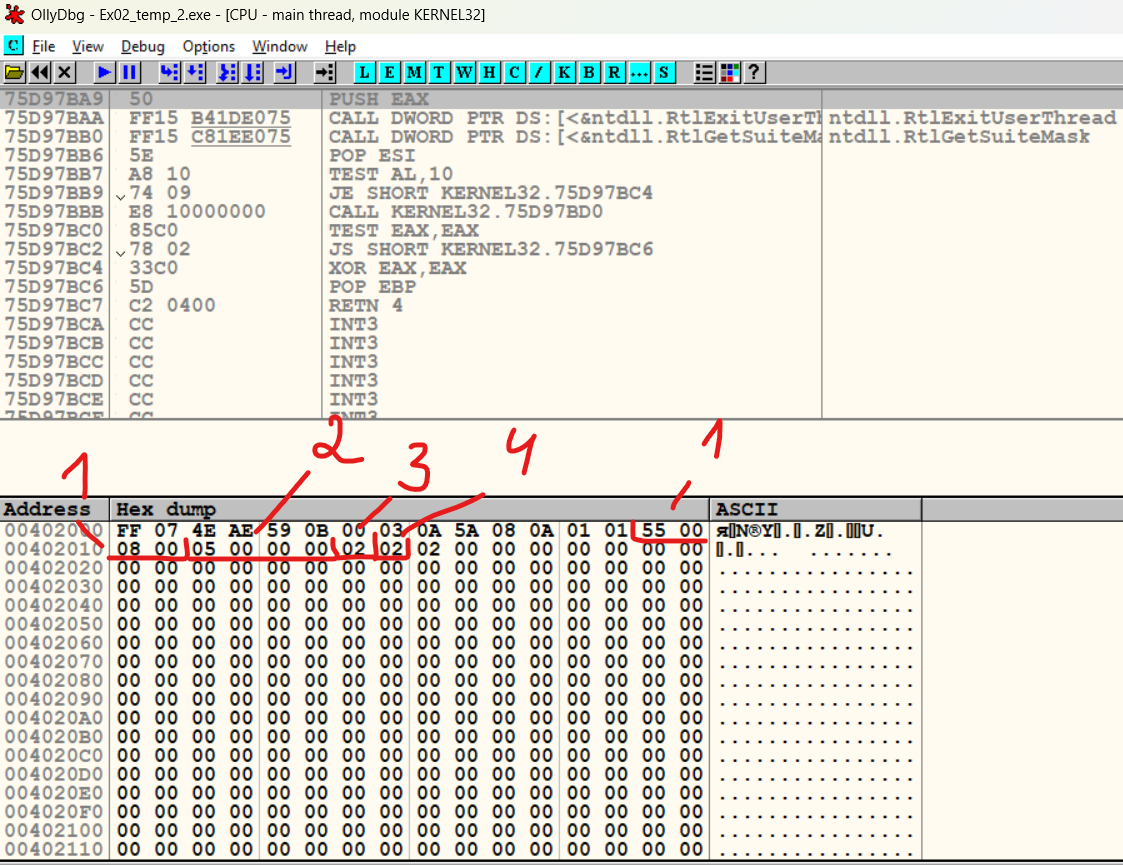 OllyDbg - Ex02_temp_2.exe - [CPU - main thread, module KERNEL32]
C File View Debug Options Window Help
L E M T W H C / K B R ... S ?
75D97BA9 50 PUSH EAX
75D97BAA FF15 B41DE075 CALL DWORD PTR DS:[<&ntdll.RtlExitUserTh ntdll.RtlExitUserThread
75D97BB0 FF15 C81EE075 CALL DWORD PTR DS:[<&ntdll.RtlGetSuiteMa ntdll.RtlGetSuiteMask
75D97BB6 5E POP ESI
75D97BB7 A8 10 TEST AL,10
75D97BB9 74 09 JE SHORT KERNEL32.75D97BC4
75D97BBB E8 10000000 CALL KERNEL32.75D97BD0
75D97BC0 85C0 TEST EAX,EAX
75D97BC2 78 02 JS SHORT KERNEL32.75D97BC6
75D97BC4 33C0 XOR EAX,EAX
75D97BC6 5D POP EBP
75D97BC7 C2 0400 RETN 4
75D97BCA CC INT3
75D97BCB CC INT3
75D97BCC CC INT3
75D97BCD CC INT3
75D97BCE CC INT3
75D97BCF CC INT3
1 2 3 4 1
Address Hex dump ASCII
00402000 FF 07 4E AE 59 0B 00 03 0A 5A 08 0A 01 01 55 00 я▯N®Y▯.▯.Z▯.▯▯U.
00402010 08 00 05 00 00 00 02 02 02 00 00 00 00 00 00 00 ▯.▯... .......
00402020 00 00 00 00 00 00 00 00 00 00 00 00 00 00 00 00 ................
00402030 00 00 00 00 00 00 00 00 00 00 00 00 00 00 00 00 ................
00402040 00 00 00 00 00 00 00 00 00 00 00 00 00 00 00 00 ................
00402050 00 00 00 00 00 00 00 00 00 00 00 00 00 00 00 00 ................
00402060 00 00 00 00 00 00 00 00 00 00 00 00 00 00 00 00 ................
00402070 00 00 00 00 00 00 00 00 00 00 00 00 00 00 00 00 ................
00402080 00 00 00 00 00 00 00 00 00 00 00 00 00 00 00 00 ................
00402090 00 00 00 00 00 00 00 00 00 00 00 00 00 00 00 00 ................
004020A0 00 00 00 00 00 00 00 00 00 00 00 00 00 00 00 00 ................
004020B0 00 00 00 00 00 00 00 00 00 00 00 00 00 00 00 00 ................
004020C0 00 00 00 00 00 00 00 00 00 00 00 00 00 00 00 00 ................
004020D0 00 00 00 00 00 00 00 00 00 00 00 00 00 00 00 00 ................
004020E0 00 00 00 00 00 00 00 00 00 00 00 00 00 00 00 00 ................
004020F0 00 00 00 00 00 00 00 00 00 00 00 00 00 00 00 00 ................
00402100 00 00 00 00 00 00 00 00 00 00 00 00 00 00 00 00 ................
00402110 00 00 00 00 00 00 00 00 00 00 00 00 00 00 00 00 ................